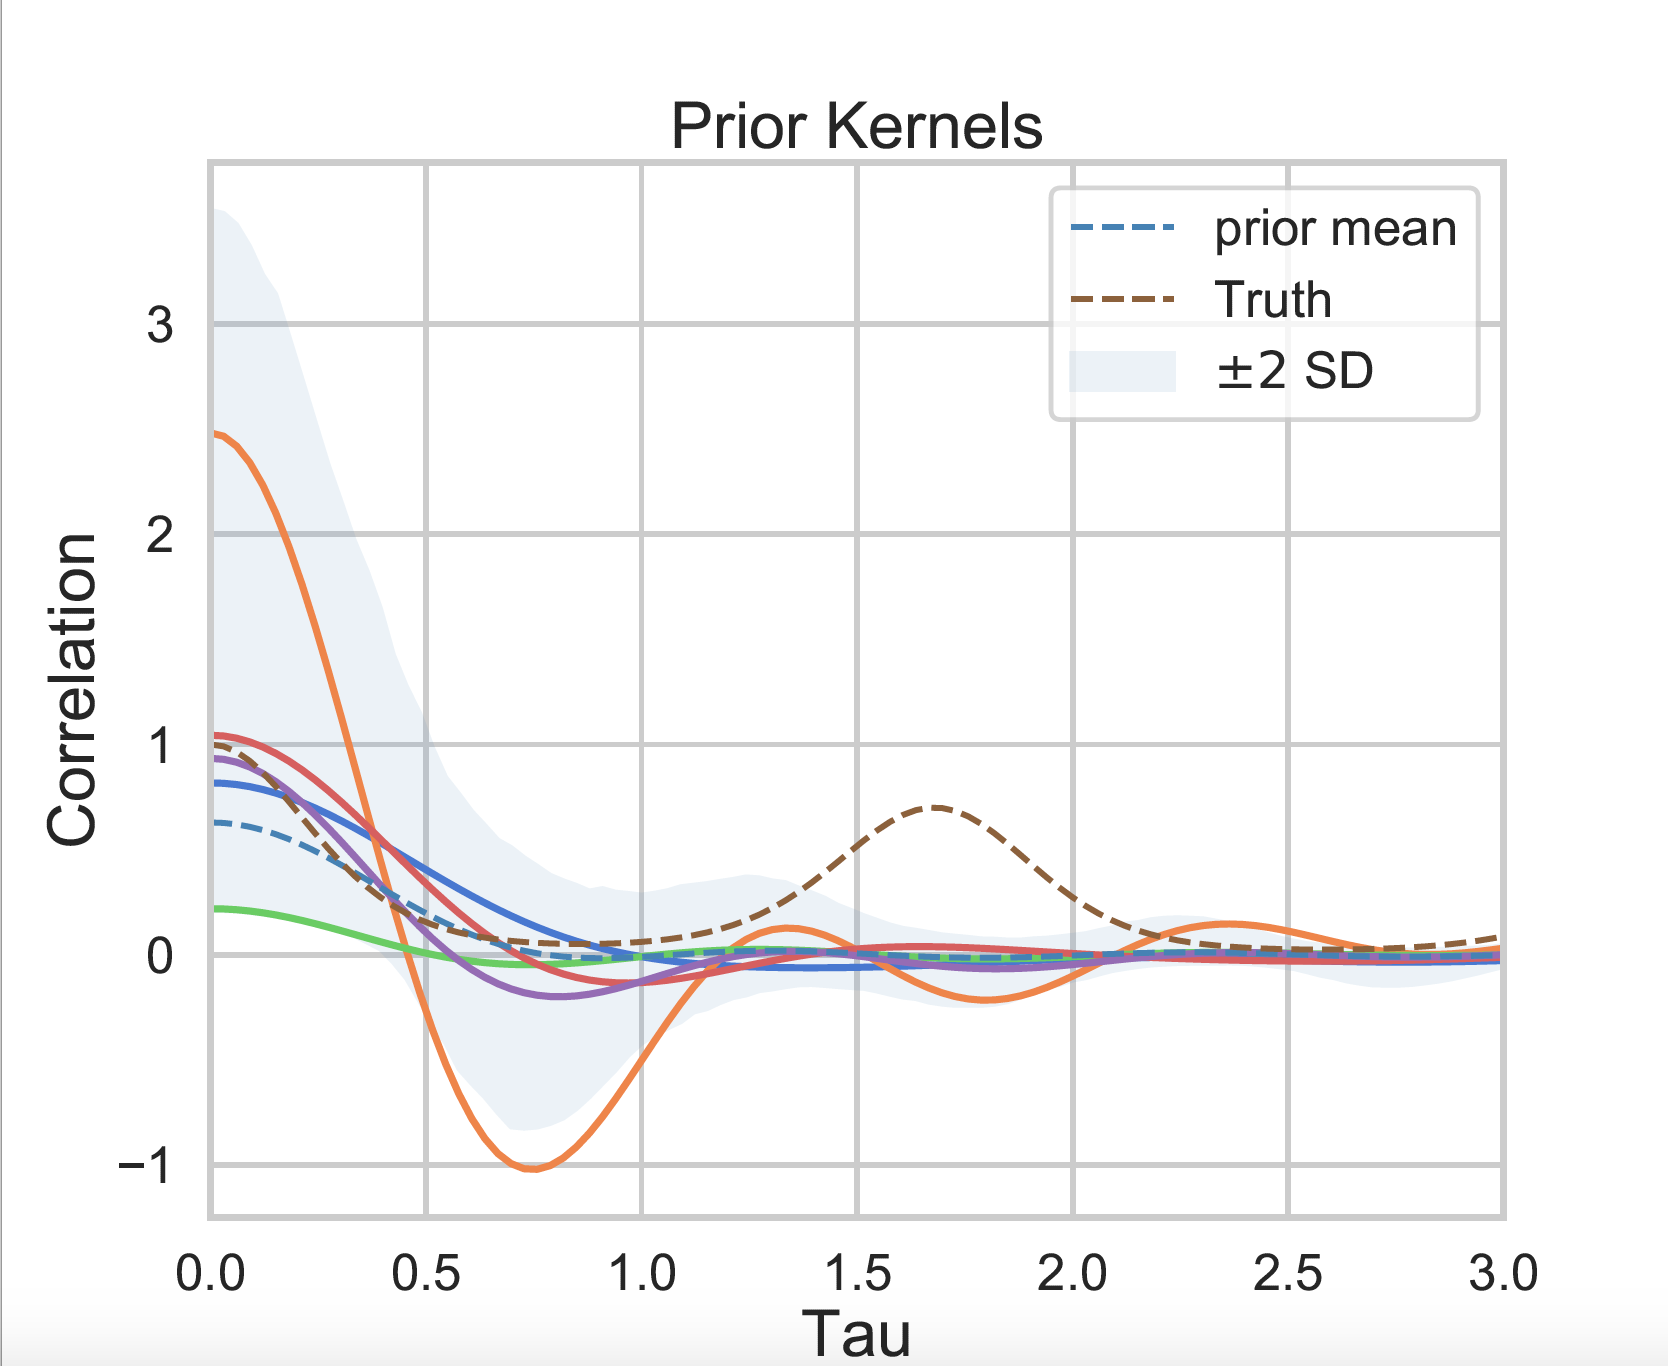 Prior Kernels
prior mean
Truth
±2 SD
3
2
1
0
−1
Correlation
0.0 0.5 1.0 1.5 2.0 2.5 3.0
Tau